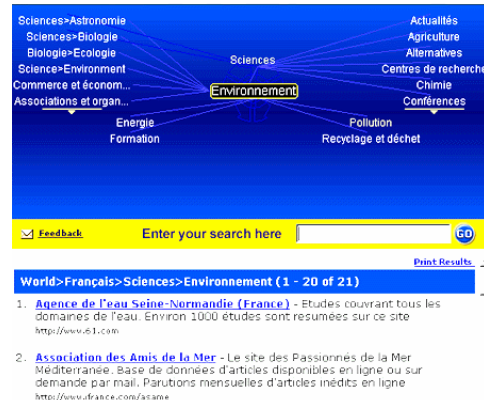 Sciences>Astronomie
Sciences>Biologie
Biologie>Ecologie
Science>Environment
Commerce et économ...
Associations et organ...
Energie
Formation
Sciences
Environnement
Actualités
Agriculture
Alternatives
Centres de recherche
Chimie
Conférences
Pollution
Recyclage et déchet
Feedback
Enter your search here
GO
Print Results
World>Français>Sciences>Environnement (1 - 20 of 21)
1. Agence de l'eau Seine-Normandie (France) - Etudes couvrant tous les
domaines de l'eau. Environ 1000 études sont resumées sur ce site
http://www.61.com
2. Association des Amis de la Mer - Le site des Passionnés de la Mer
Méditerranée. Base de données d'articles disponibles en ligne ou sur
demande par mail. Parutions mensuelles d'articles inédits en ligne
http://www.ifrance.com/asame